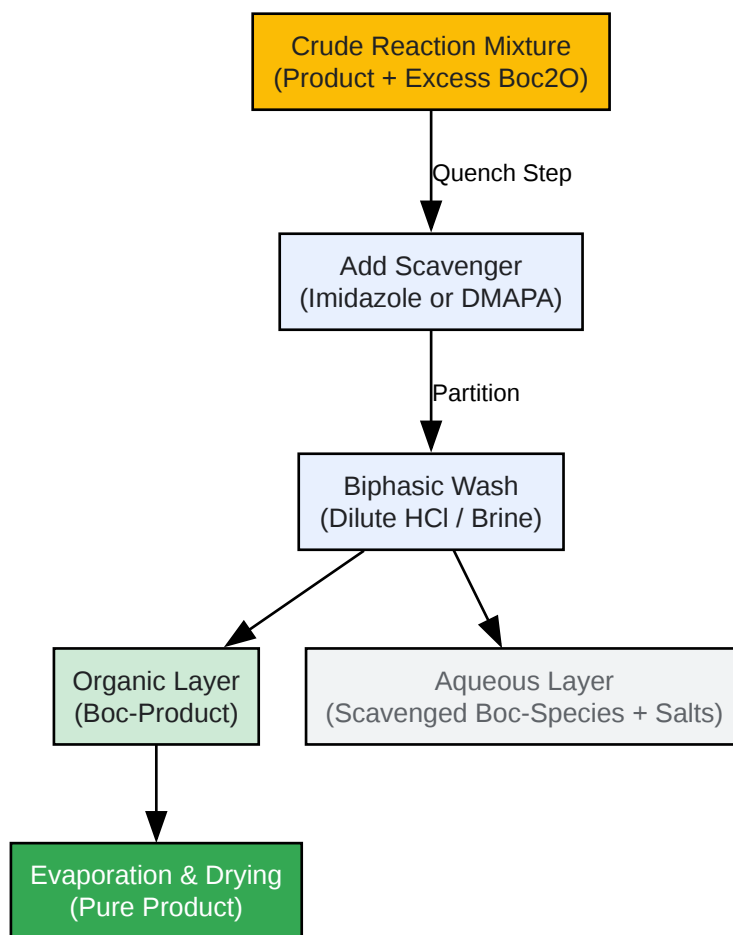 Crude Reaction Mixture
(Product + Excess Boc2O)
Quench Step
Add Scavenger
(Imidazole or DMAPA)
Partition
Biphasic Wash
(Dilute HCl / Brine)
Organic Layer
(Boc-Product)
Aqueous Layer
(Scavenged Boc-Species + Salts)
Evaporation & Drying
(Pure Product)